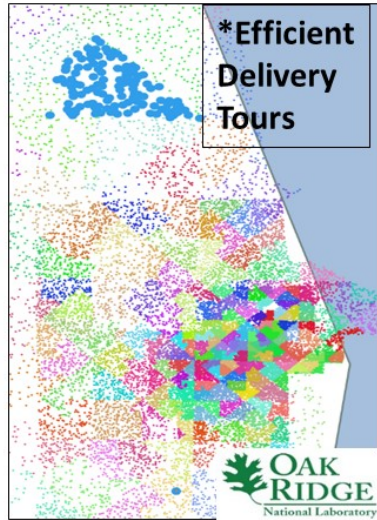 *Efficient
Delivery
Tours
OAK
RIDGE
National Laboratory